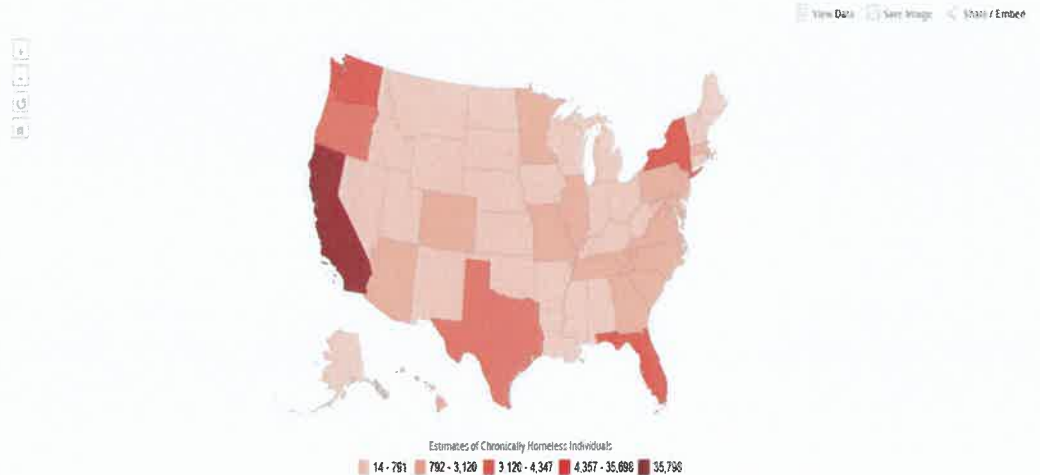 View Data Save Image Share / Embed
Estimates of Chronically Homeless Individuals
14 - 791 792 - 3,120 3 120 - 4,347 4,357 - 35,698 35,798